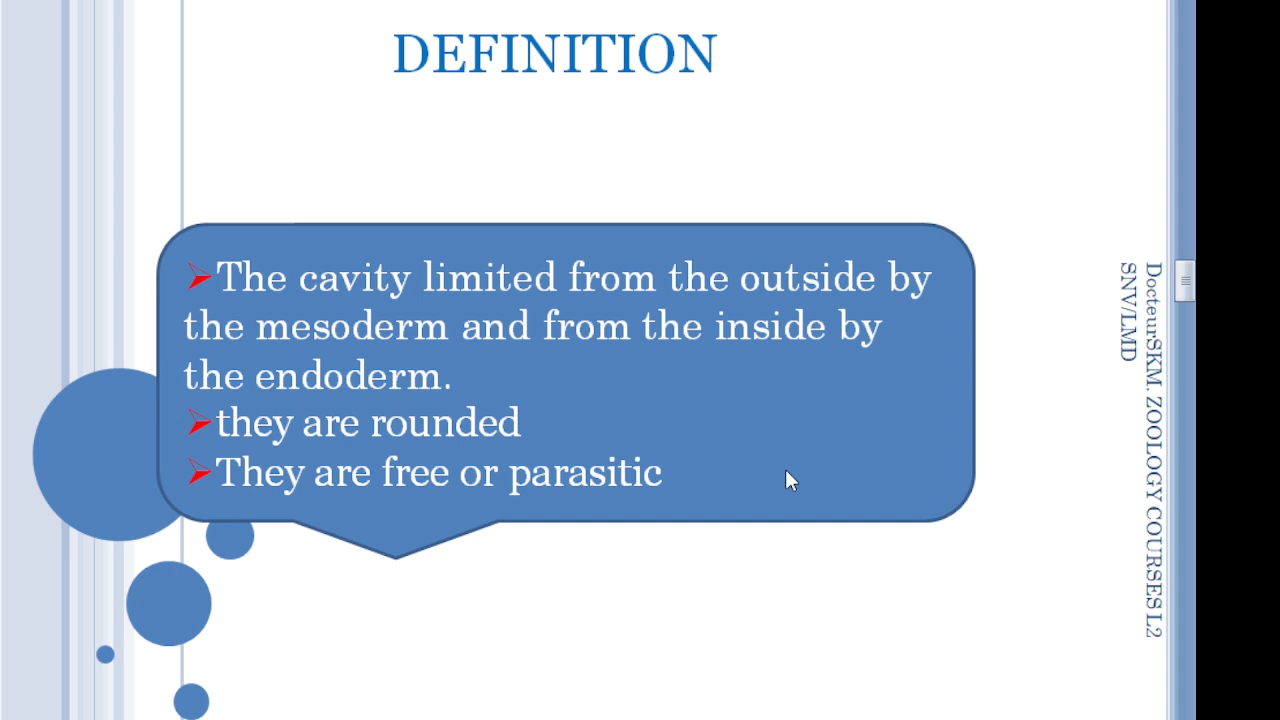 DEFINITION
➢The cavity limited from the outside by
the mesoderm and from the inside by
the endoderm.
➢they are rounded
➢They are free or parasitic
DocteurSKM. ZOOLOGY COURSES L2
SNV/LMD